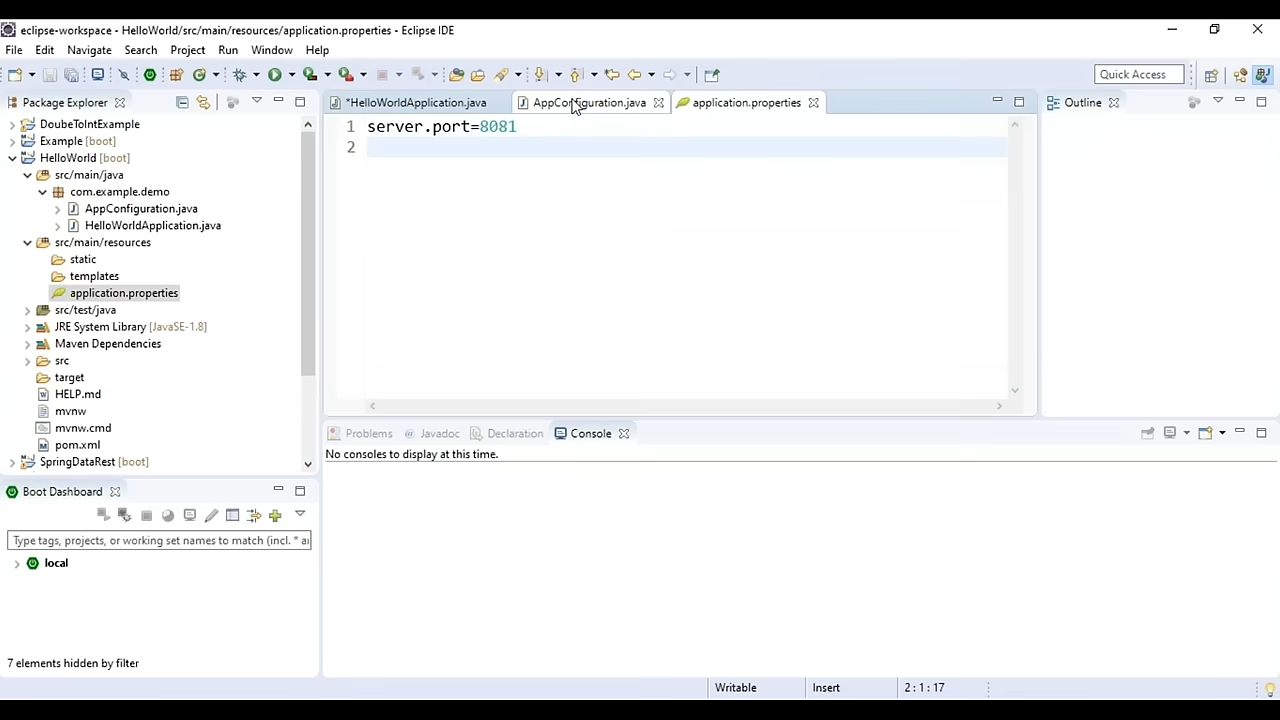 eclipse-workspace - HelloWorld/src/main/resources/application.properties - Eclipse IDE
File Edit Navigate Search Project Run Window Help
Quick Access
Package Explorer
*HelloWorldApplication.java
AppConfiguration.java
application.properties
Outline
DoubeToIntExample
Example [boot]
HelloWorld [boot]
src/main/java
com.example.demo
AppConfiguration.java
HelloWorldApplication.java
src/main/resources
static
templates
application.properties
src/test/java
JRE System Library [JavaSE-1.8]
Maven Dependencies
src
target
HELP.md
mvnw
mvnw.cmd
pom.xml
SpringDataRest [boot]
1 server.port=8081
2
Problems Javadoc Declaration Console
No consoles to display at this time.
Boot Dashboard
Type tags, projects, or working set names to match (incl. * a
local
7 elements hidden by filter
Writable Insert 2 : 1 : 17